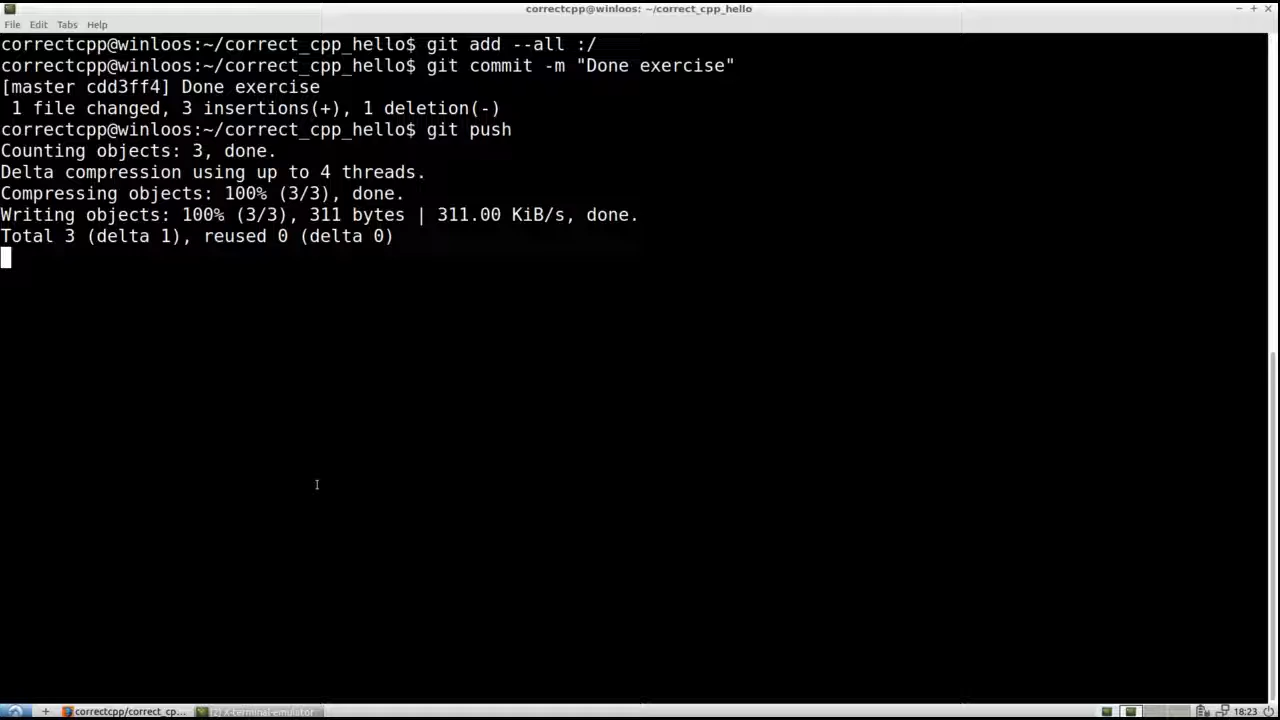 correctcpp@winloos: ~/correct_cpp_hello
File Edit Tabs Help
correctcpp@winloos:~/correct_cpp_hello$ git add --all :/
correctcpp@winloos:~/correct_cpp_hello$ git commit -m "Done exercise"
[master cdd3ff4] Done exercise
 1 file changed, 3 insertions(+), 1 deletion(-)
correctcpp@winloos:~/correct_cpp_hello$ git push
Counting objects: 3, done.
Delta compression using up to 4 threads.
Compressing objects: 100% (3/3), done.
Writing objects: 100% (3/3), 311 bytes | 311.00 KiB/s, done.
Total 3 (delta 1), reused 0 (delta 0)
correctcpp/correct_cp... [2] x-terminal-emulator 18:23